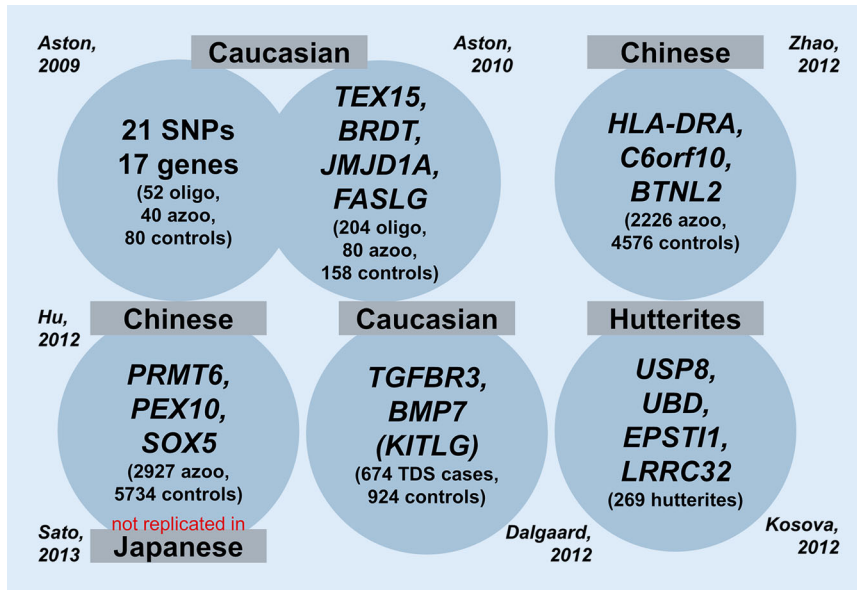 Aston,
2009
Caucasian
Aston,
2010
21 SNPs
17 genes
(52 oligo,
40 azoo,
80 controls)
TEX15,
BRDT,
JMJD1A,
FASLG
(204 oligo,
80 azoo,
158 controls)
Chinese
Zhao,
2012
HLA-DRA,
C6orf10,
BTNL2
(2226 azoo,
4576 controls)
Hu,
2012
Chinese
PRMT6,
PEX10,
SOX5
(2927 azoo,
5734 controls)
not replicated in
Sato,
2013
Japanese
Caucasian
TGFBR3,
BMP7
(KITLG)
(674 TDS cases,
924 controls)
Dalgaard,
2012
Hutterites
USP8,
UBD,
EPSTI1,
LRRC32
(269 hutterites)
Kosova,
2012